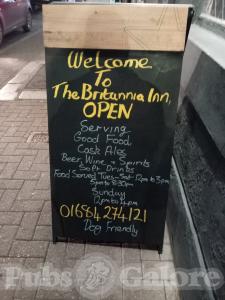 Welcome
To
The Britannia Inn,
OPEN
Serving
Good Food
Cask Ales
Beer, Wine & Spirits
Soft Drinks
Food Served Tues-Sat 12pm to 3pm
5pm to 8:30pm
Sunday
12pm to 4pm
01684 274121
Dog Friendly
Pubs Galore